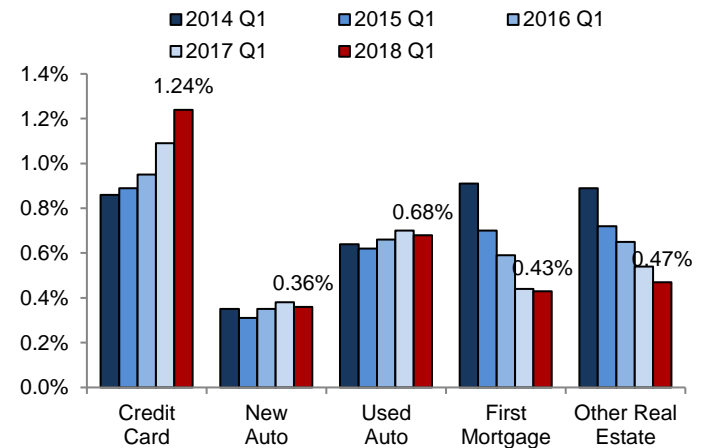 2014 Q1 2015 Q1 2016 Q1
2017 Q1 2018 Q1
1.4%
1.2%
1.0%
0.8%
0.6%
0.4%
0.2%
0.0%
1.24%
0.36%
0.68%
0.43%
0.47%
Credit
Card
New
Auto
Used
Auto
First
Mortgage
Other Real
Estate